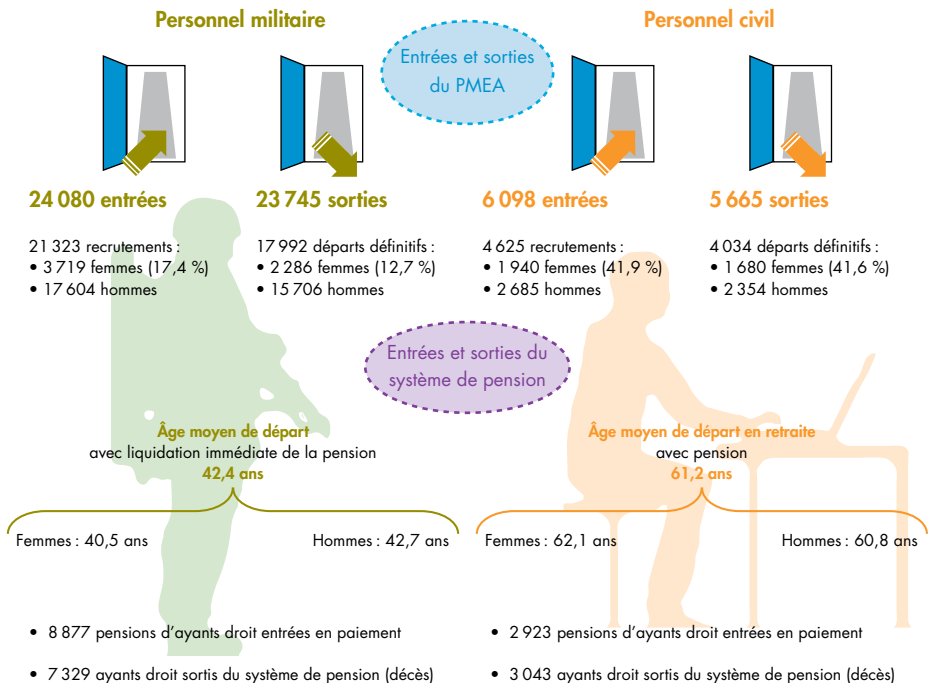 Personnel militaire
Personnel civil
Entrées et sorties
du PMEA
24 080 entrées
21 323 recrutements :
• 3 719 femmes (17,4 %)
• 17 604 hommes
23 745 sorties
17 992 départs définitifs :
• 2 286 femmes (12,7 %)
• 15 706 hommes
6 098 entrées
4 625 recrutements :
• 1 940 femmes (41,9 %)
• 2 685 hommes
5 665 sorties
4 034 départs définitifs :
• 1 680 femmes (41,6 %)
• 2 354 hommes
Entrées et sorties du
système de pension
Âge moyen de départ
avec liquidation immédiate de la pension
42,4 ans
Femmes : 40,5 ans
Hommes : 42,7 ans
Âge moyen de départ en retraite
avec pension
61,2 ans
Femmes : 62,1 ans
Hommes : 60,8 ans
• 8 877 pensions d'ayants droit entrées en paiement
• 7 329 ayants droit sortis du système de pension (décès)
• 2 923 pensions d'ayants droit entrées en paiement
• 3 043 ayants droit sortis du système de pension (décès)